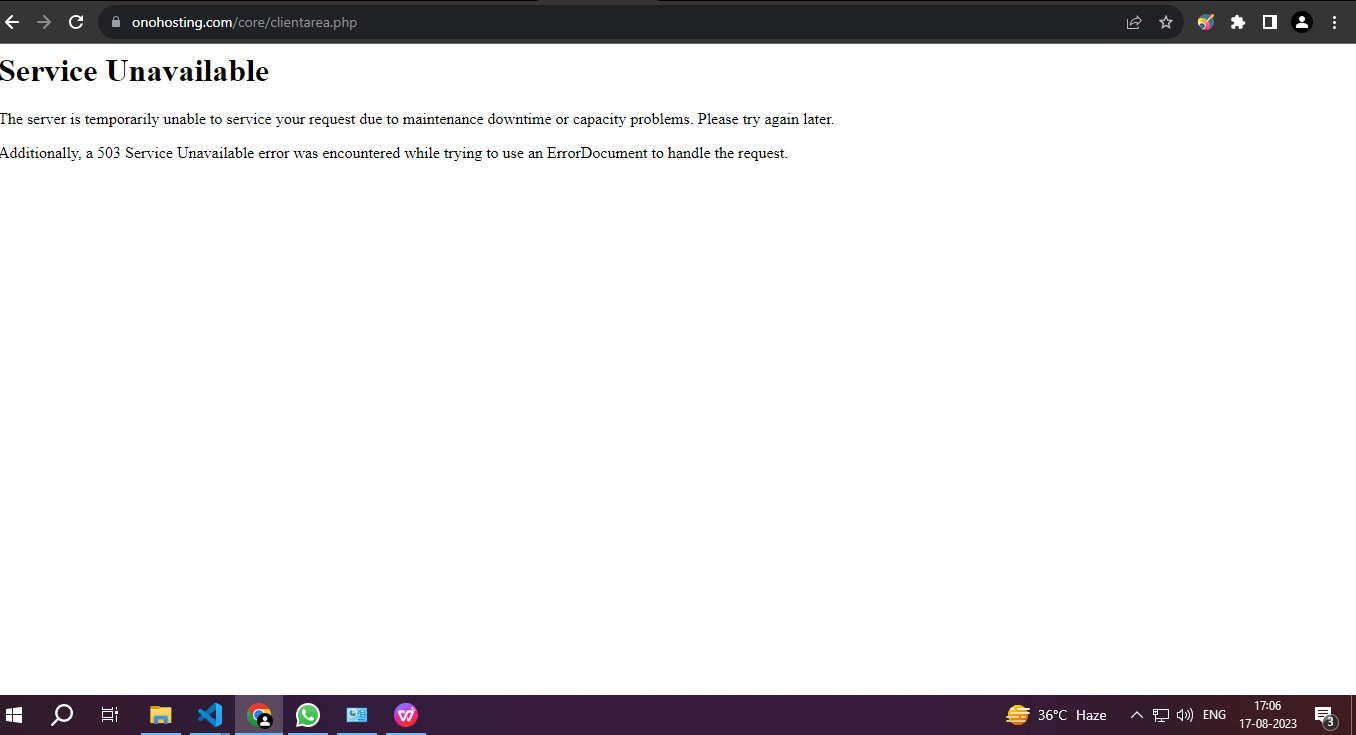 onohosting.com/core/clientarea.php
Service Unavailable
The server is temporarily unable to service your request due to maintenance downtime or capacity problems. Please try again later.
Additionally, a 503 Service Unavailable error was encountered while trying to use an ErrorDocument to handle the request.
36°C Haze
ENG
17:06
17-08-2023
3